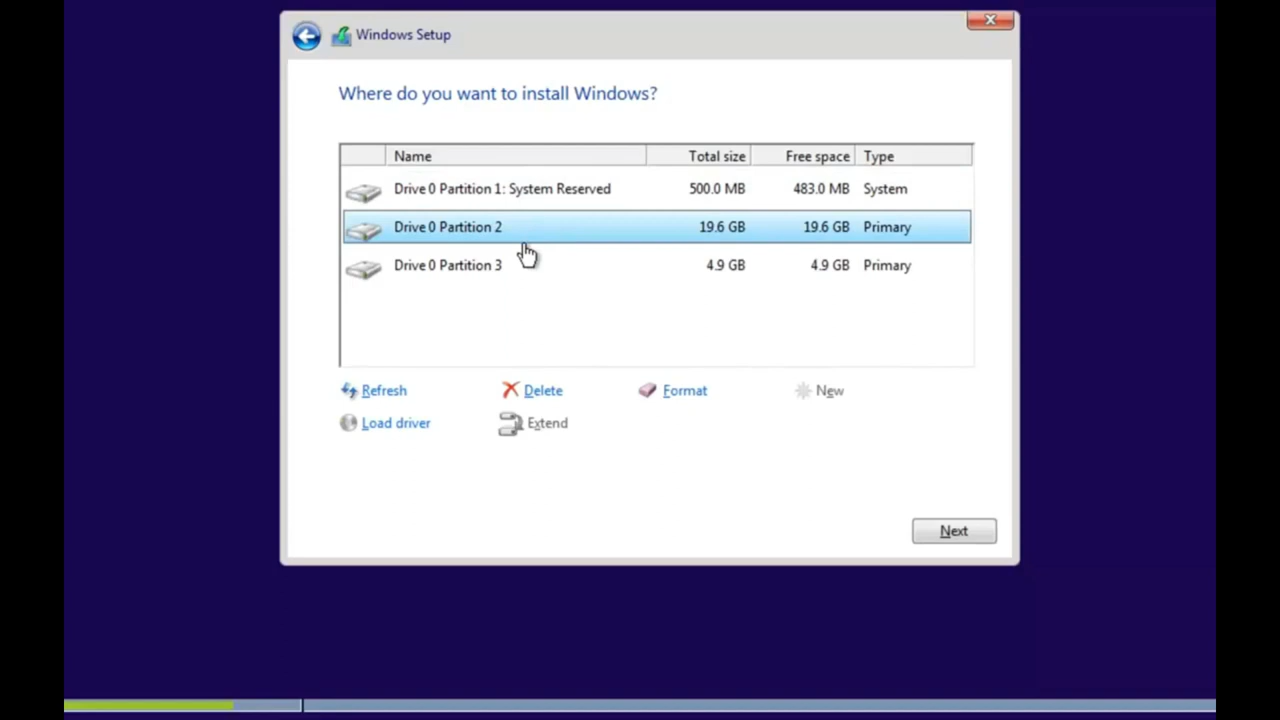 Windows Setup
Where do you want to install Windows?
Name Total size Free space Type
Drive 0 Partition 1: System Reserved 500.0 MB 483.0 MB System
Drive 0 Partition 2 19.6 GB 19.6 GB Primary
Drive 0 Partition 3 4.9 GB 4.9 GB Primary
Refresh Delete Format New
Load driver Extend
Next